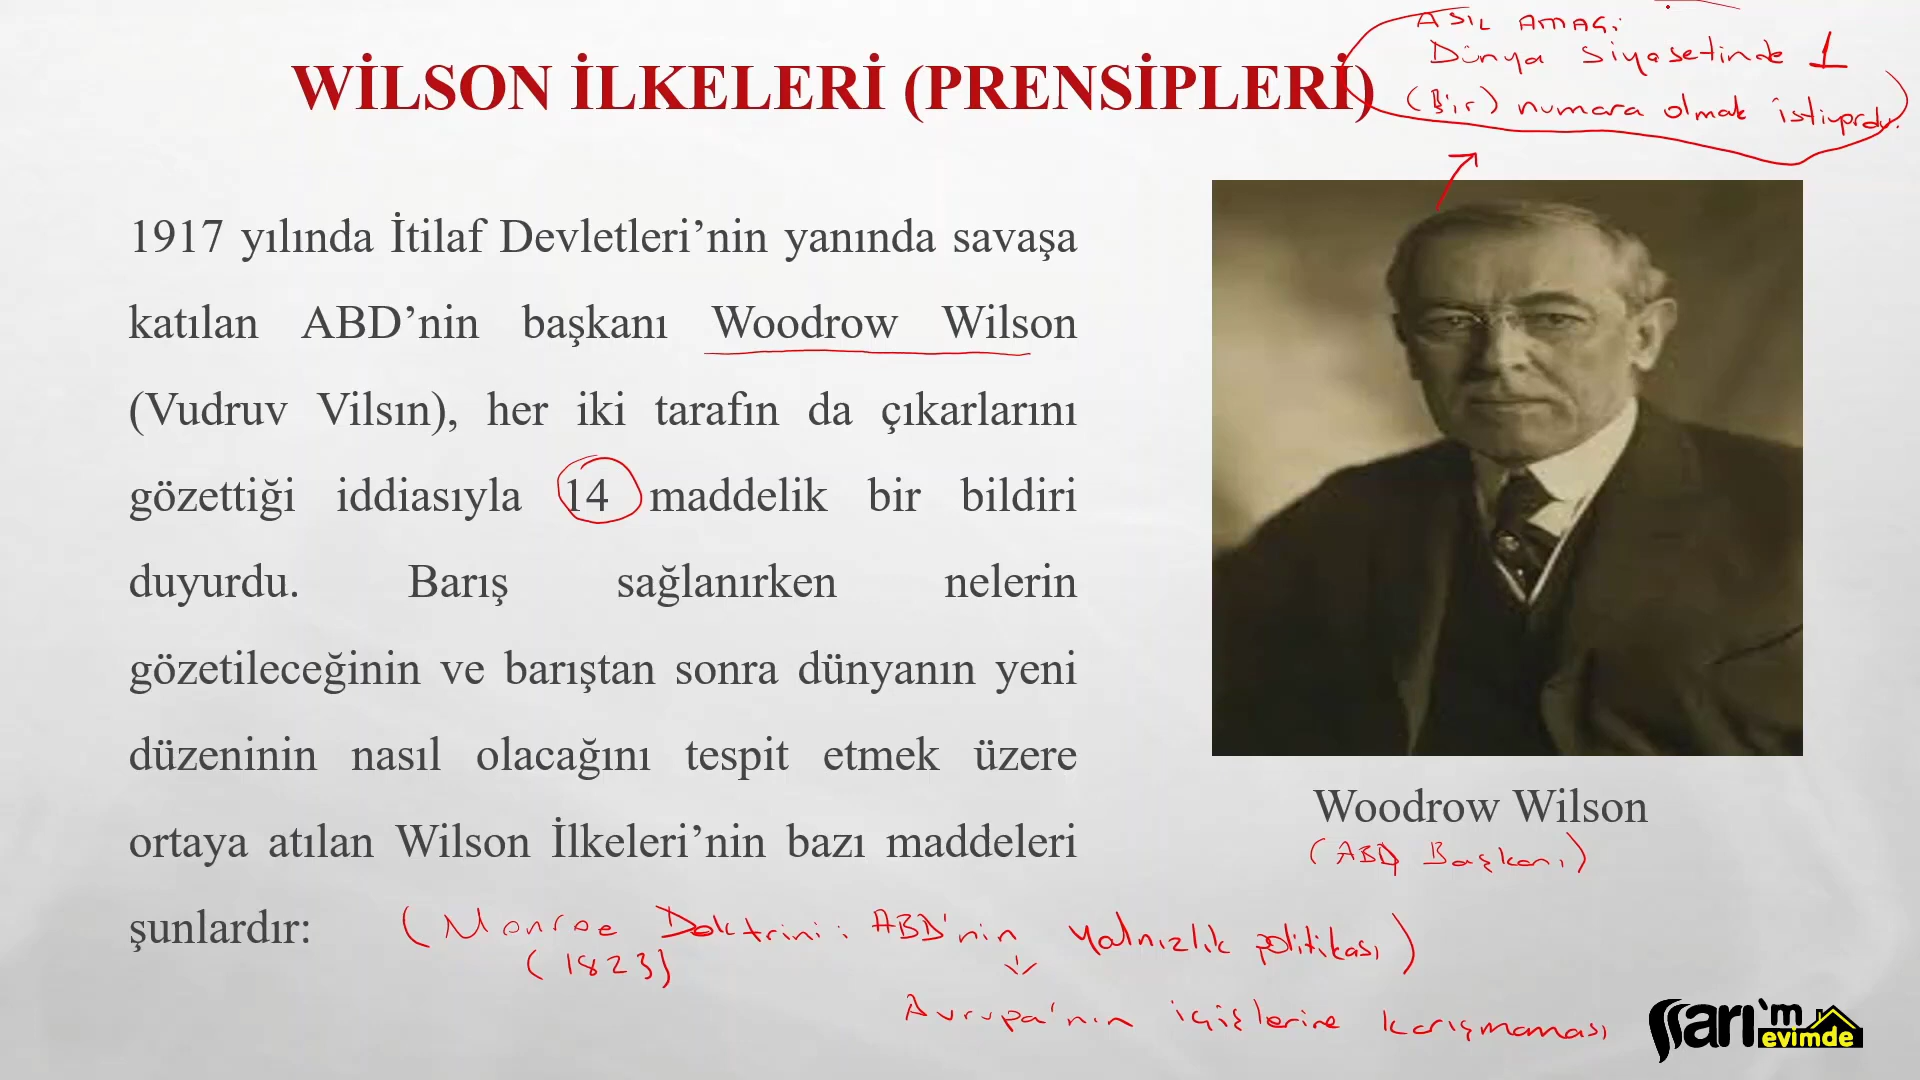 WİLSON İLKELERİ (PRENSİPLERİ)
ASIL AMAÇ:
Dünya siyasetinde 1
(Bir) numara olmak istiyordu.
1917 yılında İtilaf Devletleri’nin yanında savaşa
katılan ABD’nin başkanı Woodrow Wilson
(Vudruv Vilsın), her iki tarafın da çıkarlarını
gözettiği iddiasıyla 14 maddelik bir bildiri
duyurdu. Barış sağlanırken nelerin
gözetileceğinin ve barıştan sonra dünyanın yeni
düzeninin nasıl olacağını tespit etmek üzere
ortaya atılan Wilson İlkeleri’nin bazı maddeleri
şunlardır:
Woodrow Wilson
(ABD Başkanı)
(Monroe Doktrini: ABD'nin yalnızlık politikası)
(1823)
Avrupa'nın içişlerine karışmaması
SSarı'm
evimde